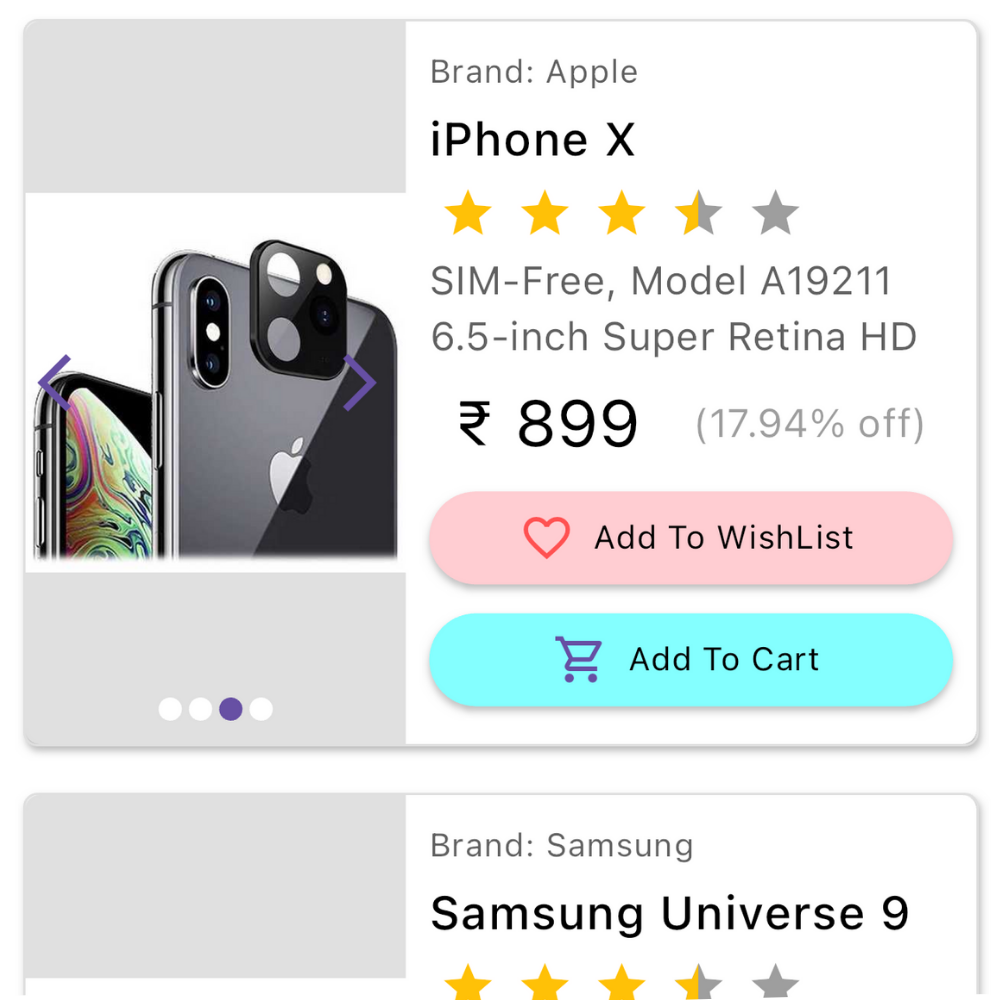 Brand: Apple
iPhone X
SIM-Free, Model A19211
6.5-inch Super Retina HD
₹ 899 (17.94% off)
Add To WishList
Add To Cart
Brand: Samsung
Samsung Universe 9